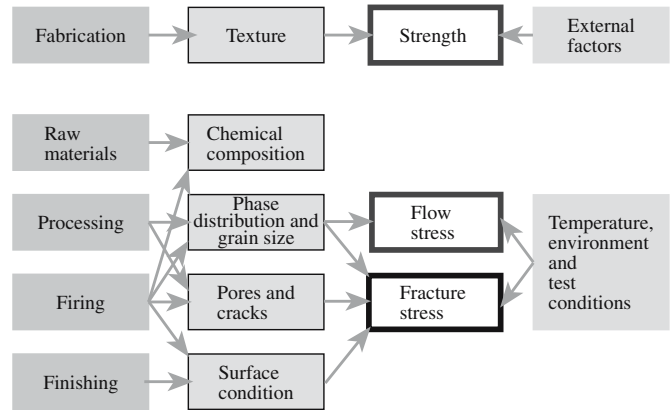 Fabrication
Texture
Strength
External
factors
Raw
materials
Chemical
composition
Processing
Phase
distribution and
grain size
Flow
stress
Temperature,
environment
and
test
conditions
Firing
Pores and
cracks
Fracture
stress
Finishing
Surface
condition